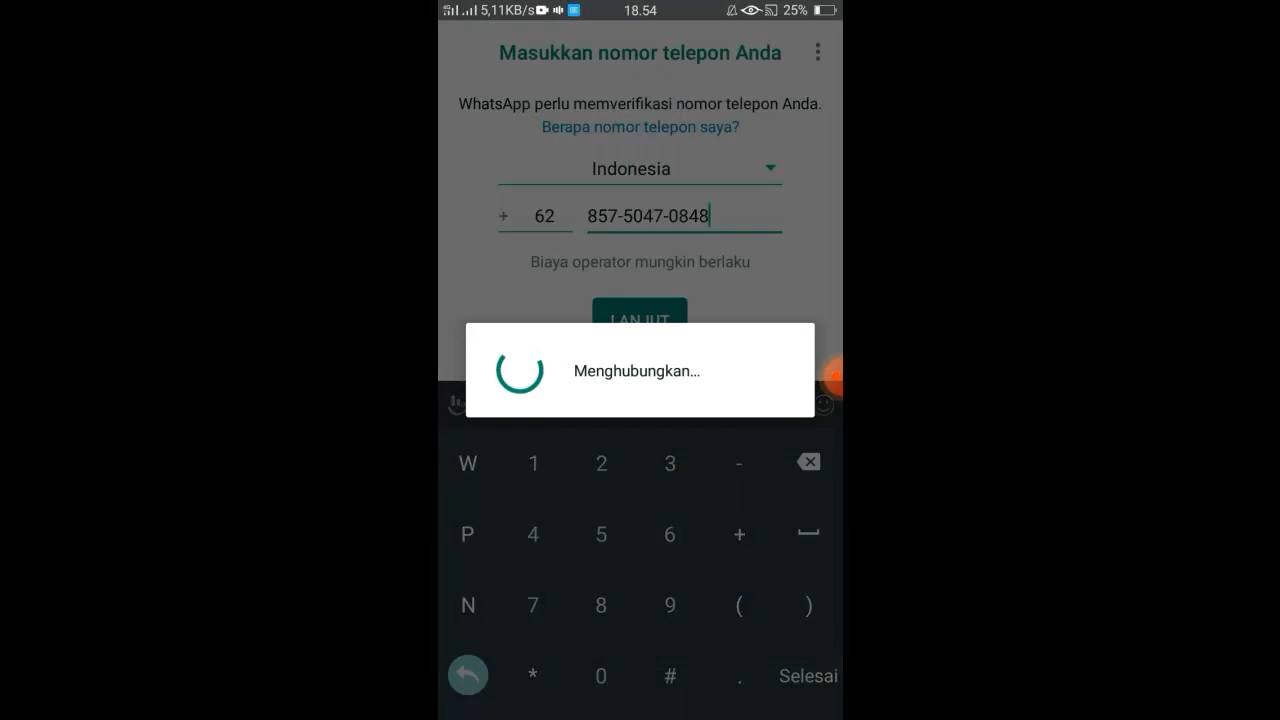 5,11KB/s 18.54 25%
Masukkan nomor telepon Anda
WhatsApp perlu memverifikasi nomor telepon Anda.
Berapa nomor telepon saya?
Indonesia
+ 62 857-5047-0848
Biaya operator mungkin berlaku
LANJUT
Menghubungkan...
W 1 2 3 -
P 4 5 6 +
N 7 8 9 ( )
* 0 # . Selesai